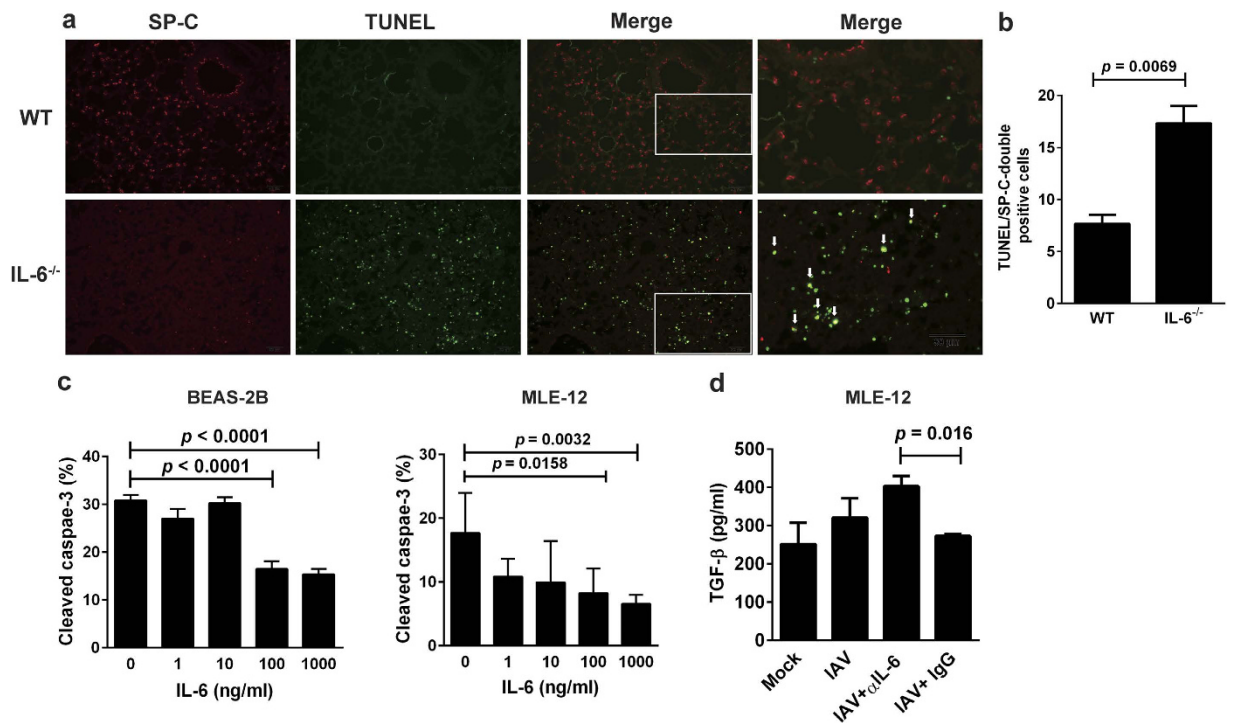 a
SP-C TUNEL Merge Merge
WT
IL-6-/-
b
p = 0.0069
TUNEL/SP-C-double
positive cells
20
15
10
5
0
WT IL-6-/-
c
BEAS-2B
p < 0.0001
p < 0.0001
Cleaved caspae-3 (%)
40
30
20
10
0
0 1 10 100 1000
IL-6 (ng/ml)
MLE-12
p = 0.0032
p = 0.0158
Cleaved caspae-3 (%)
30
20
10
0
0 1 10 100 1000
IL-6 (ng/ml)
d
MLE-12
p = 0.016
TGF-β (pg/ml)
500
400
300
200
100
0
Mock IAV IAV+αIL-6 IAV+ IgG